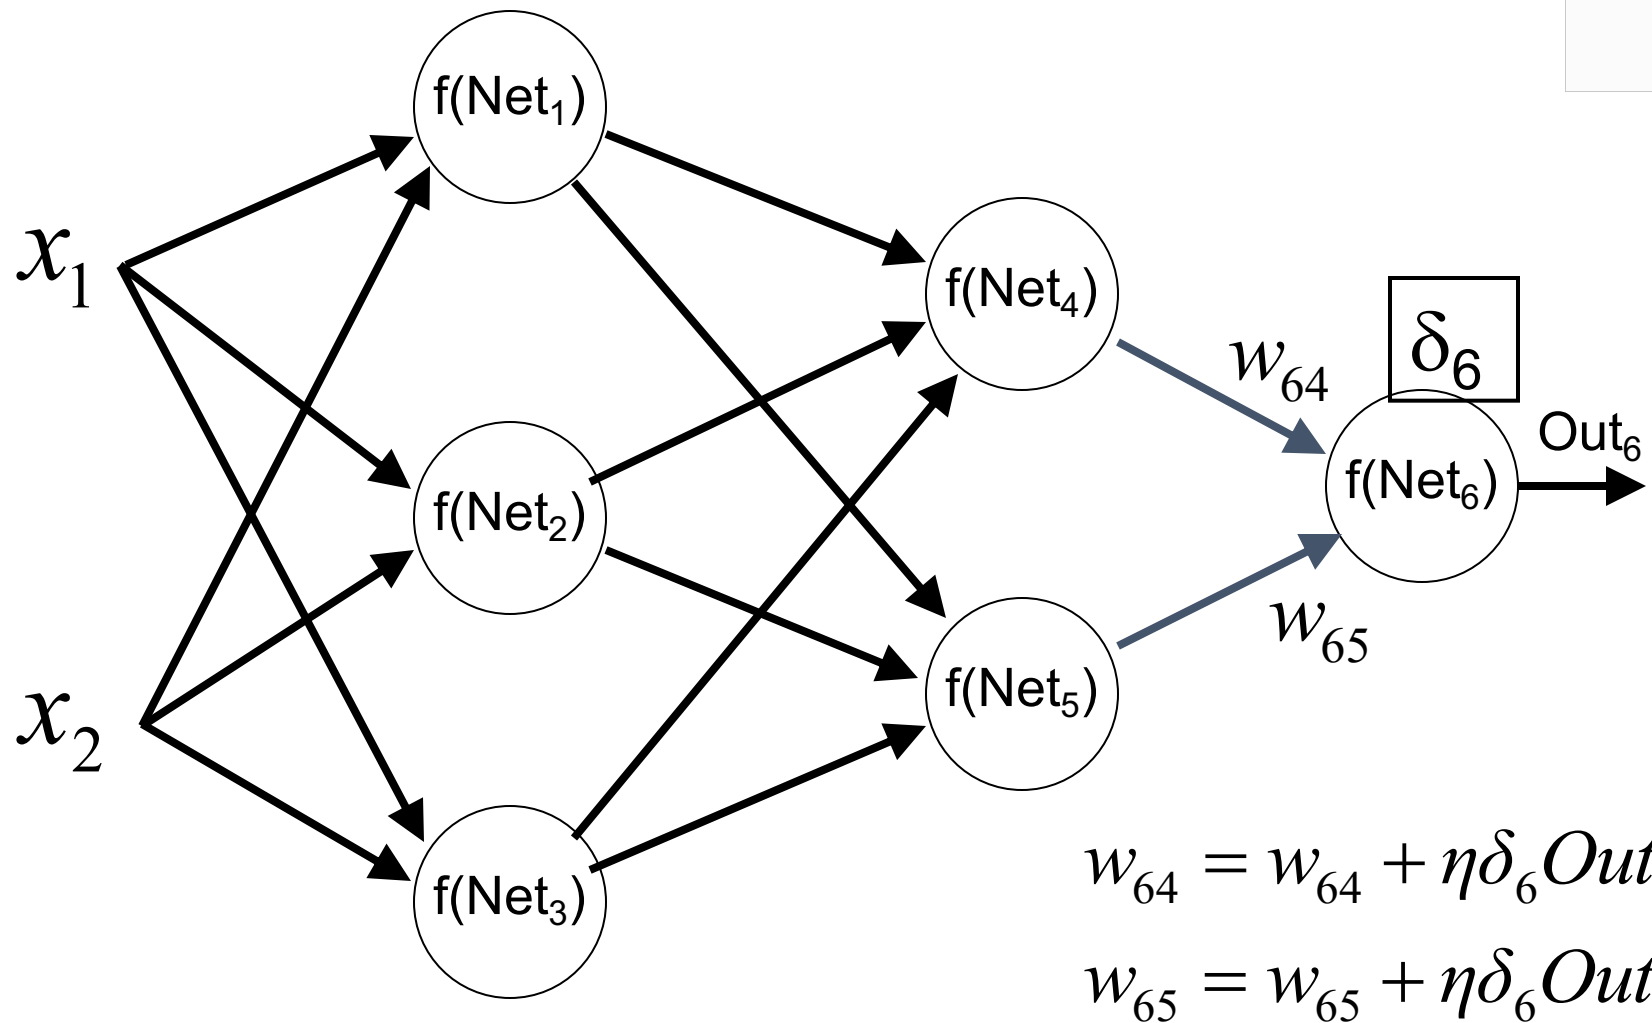 f(Net₁)
x₁
f(Net₄)
w₆₄
δ₆
Out₆
f(Net₆)
f(Net₂)
w₆₅
x₂
f(Net₅)
f(Net₃)
w₆₄ = w₆₄ + ηδ₆Out
w₆₅ = w₆₅ + ηδ₆Out